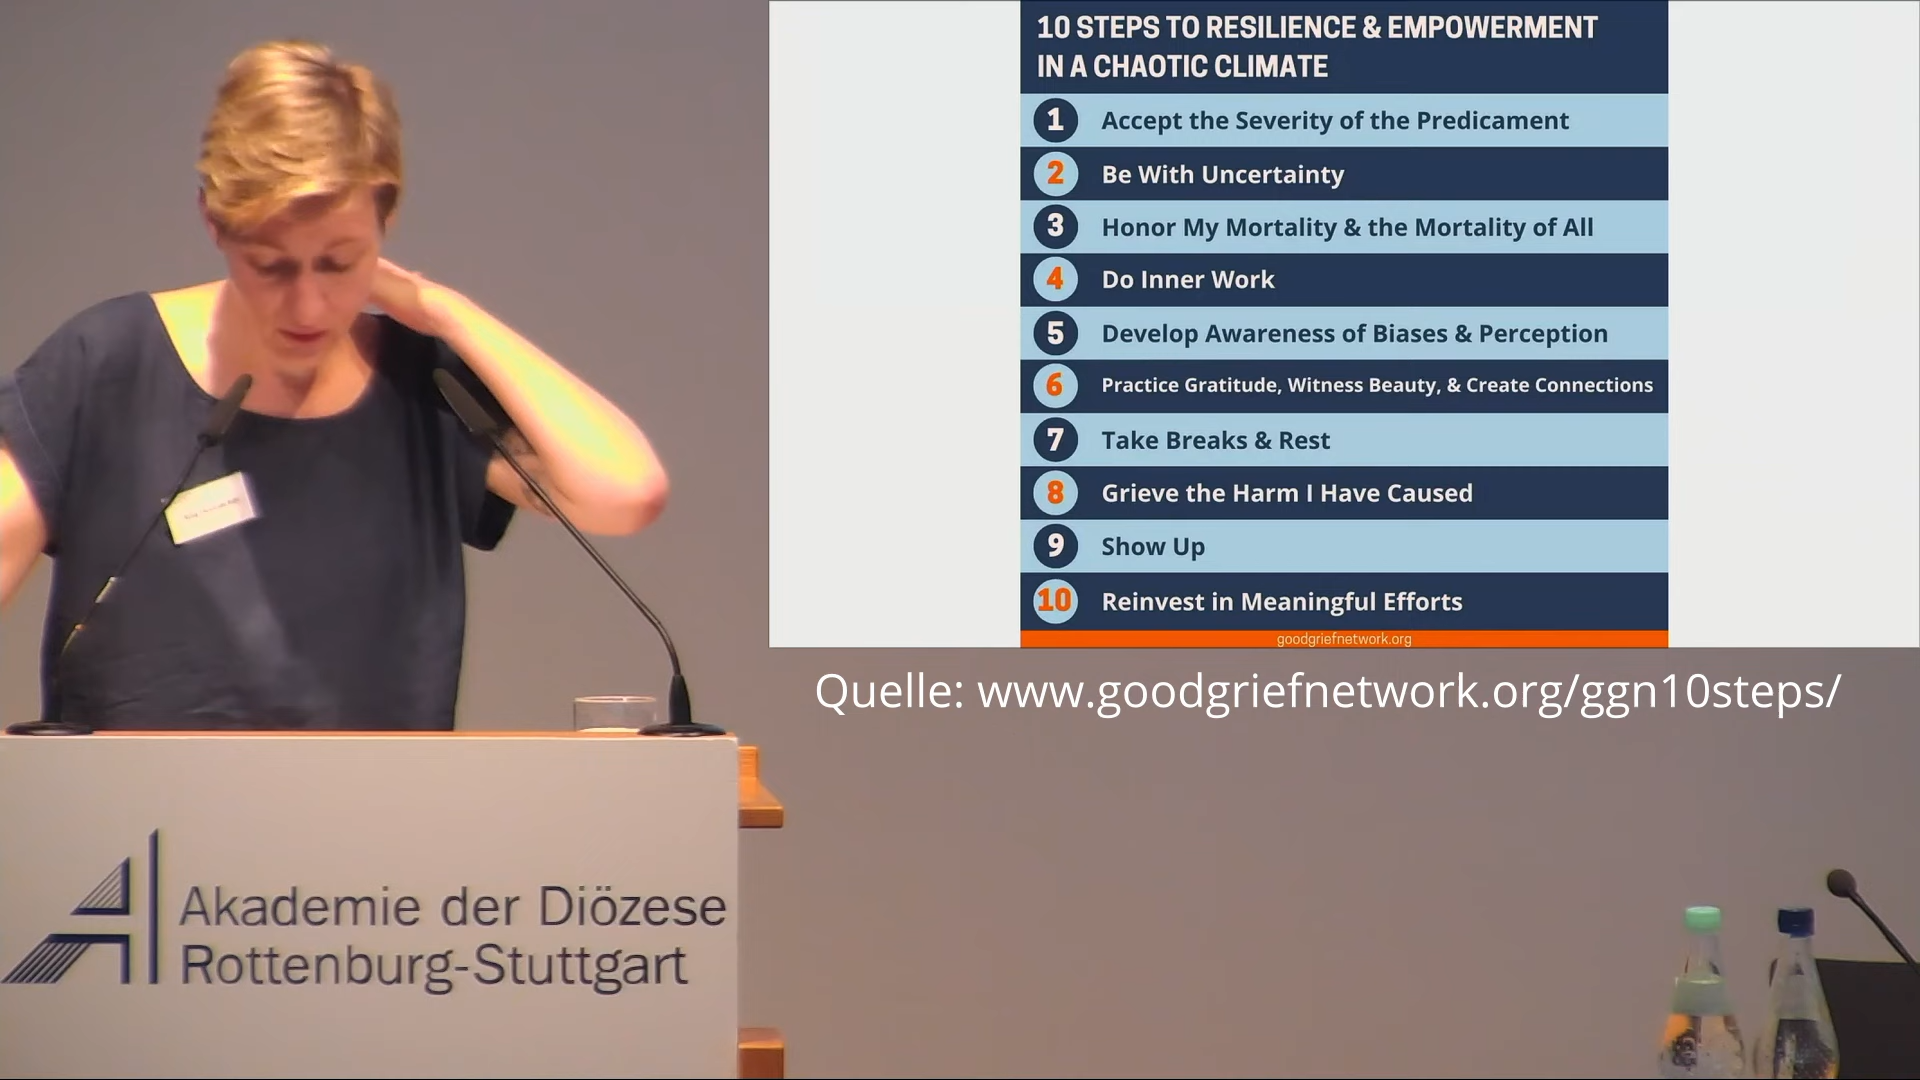 10 STEPS TO RESILIENCE & EMPOWERMENT
IN A CHAOTIC CLIMATE
1 Accept the Severity of the Predicament
2 Be With Uncertainty
3 Honor My Mortality & the Mortality of All
4 Do Inner Work
5 Develop Awareness of Biases & Perception
6 Practice Gratitude, Witness Beauty, & Create Connections
7 Take Breaks & Rest
8 Grieve the Harm I Have Caused
9 Show Up
10 Reinvest in Meaningful Efforts
goodgriefnetwork.org
Quelle: www.goodgriefnetwork.org/ggn10steps/
Akademie der Diözese
Rottenburg-Stuttgart